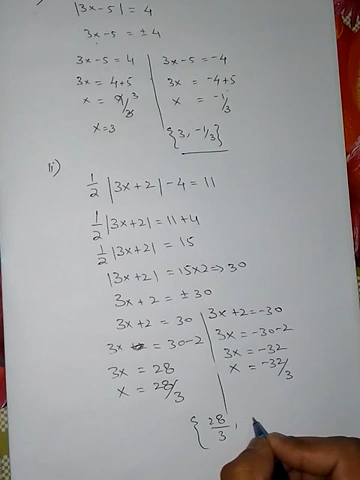 |3x-5| = 4
3x-5 = ±4
3x-5 = 4
3x = 4+5
x = 9/3
x=3
3x-5 = -4
3x = -4+5
x = -1/3
{3, -1/3}
ii)
1/2 |3x+2| -4 = 11
1/2 |3x+2| = 11+4
1/2 |3x+2| = 15
|3x+2| = 15x2 => 30
3x+2 = ±30
3x+2 = 30
3x = 30-2
3x = 28
x = 28/3
3x+2 = -30
3x = -30-2
3x = -32
x = -32/3
{28/3,